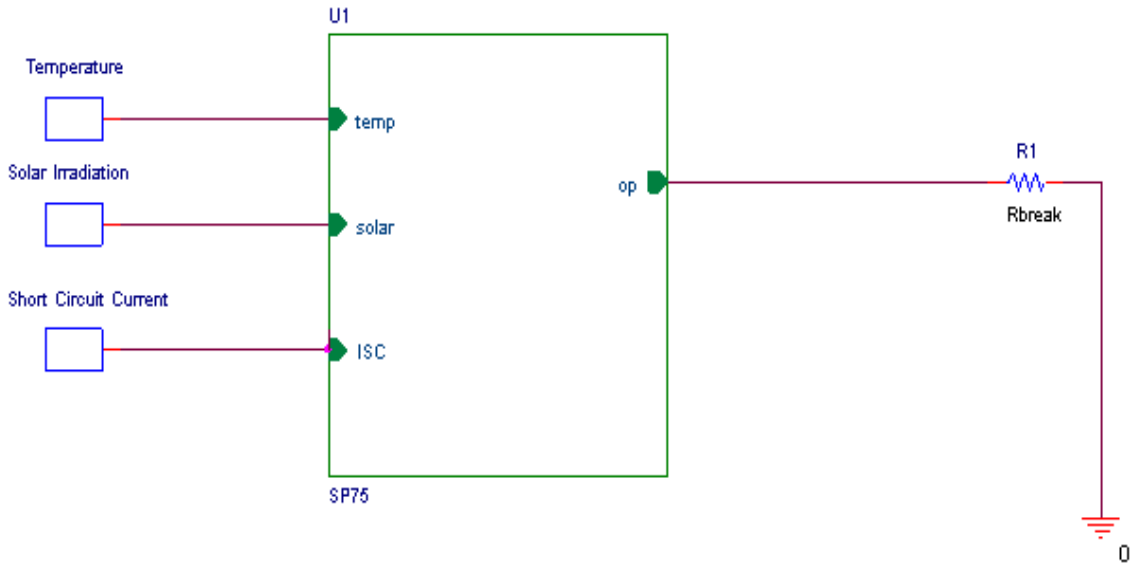 U1
Temperature
temp
Solar Irradiation
solar
op
R1
Rbreak
Short Circuit Current
ISC
SP75
0